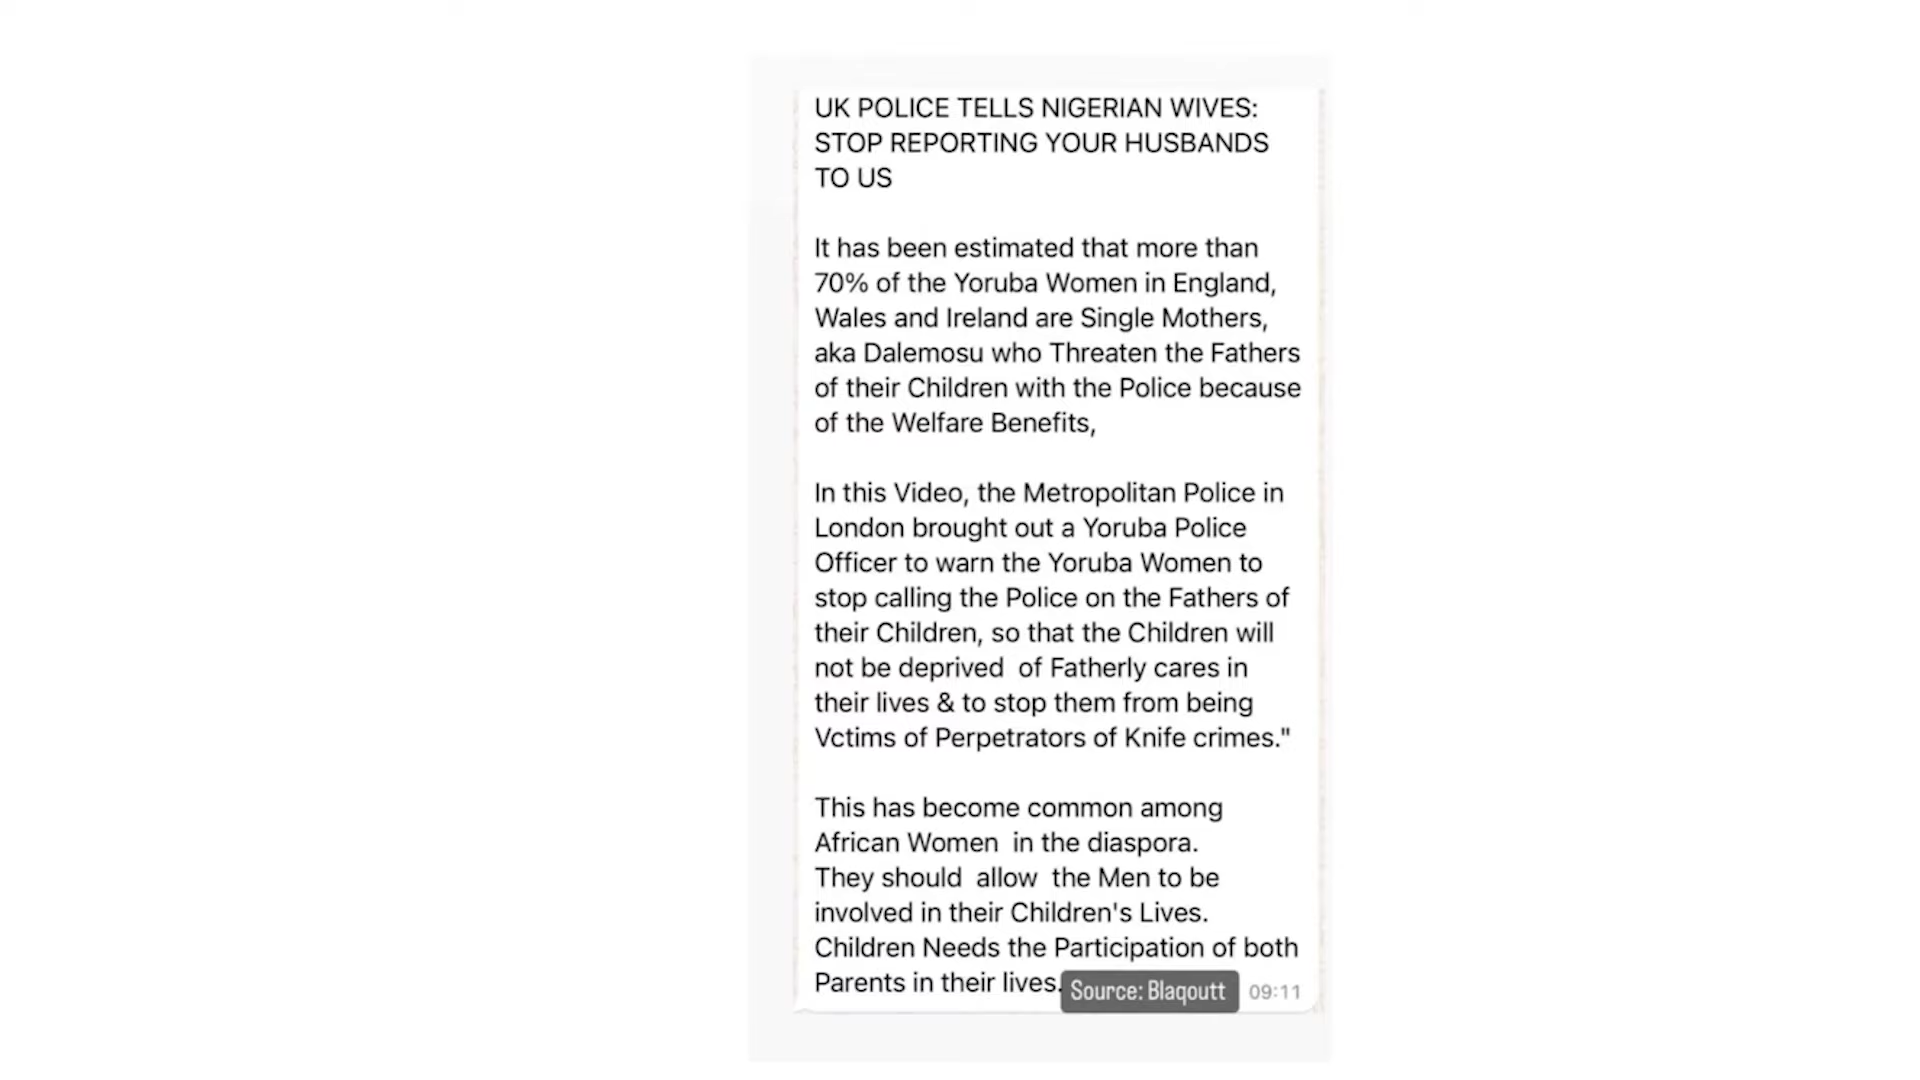 UK POLICE TELLS NIGERIAN WIVES:
STOP REPORTING YOUR HUSBANDS
TO US
It has been estimated that more than
70% of the Yoruba Women in England,
Wales and Ireland are Single Mothers,
aka Dalemosu who Threaten the Fathers
of their Children with the Police because
of the Welfare Benefits,
In this Video, the Metropolitan Police in
London brought out a Yoruba Police
Officer to warn the Yoruba Women to
stop calling the Police on the Fathers of
their Children, so that the Children will
not be deprived  of Fatherly cares in
their lives & to stop them from being
Vctims of Perpetrators of Knife crimes."
This has become common among
African Women  in the diaspora.
They should  allow  the Men to be
involved in their Children's Lives.
Children Needs the Participation of both
Parents in their lives.
Source: Blaqoutt
09:11